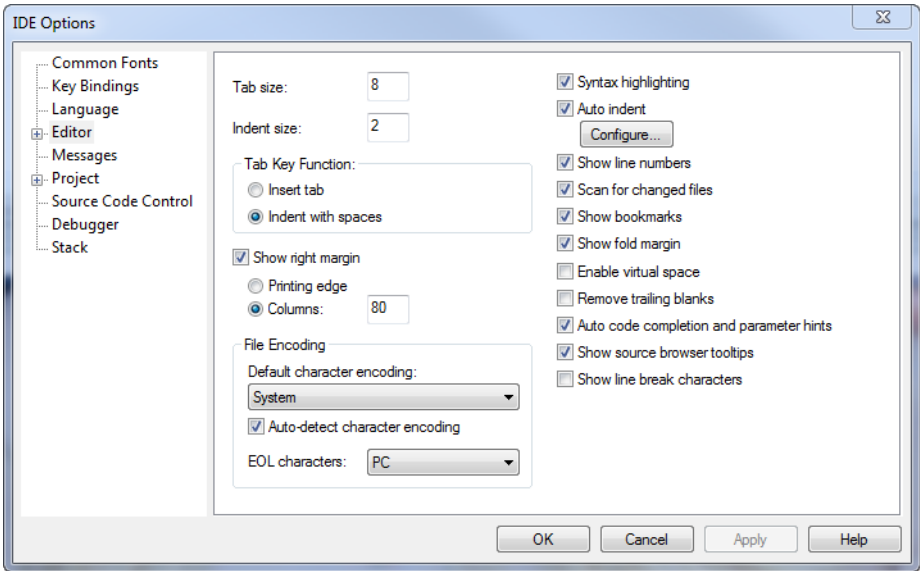 IDE Options
Common Fonts
Key Bindings
Language
Editor
Messages
Project
Source Code Control
Debugger
Stack
Tab size: 8
Indent size: 2
Tab Key Function:
Insert tab
Indent with spaces
Show right margin
Printing edge
Columns: 80
File Encoding
Default character encoding:
System
Auto-detect character encoding
EOL characters: PC
Syntax highlighting
Auto indent
Configure...
Show line numbers
Scan for changed files
Show bookmarks
Show fold margin
Enable virtual space
Remove trailing blanks
Auto code completion and parameter hints
Show source browser tooltips
Show line break characters
OK Cancel Apply Help